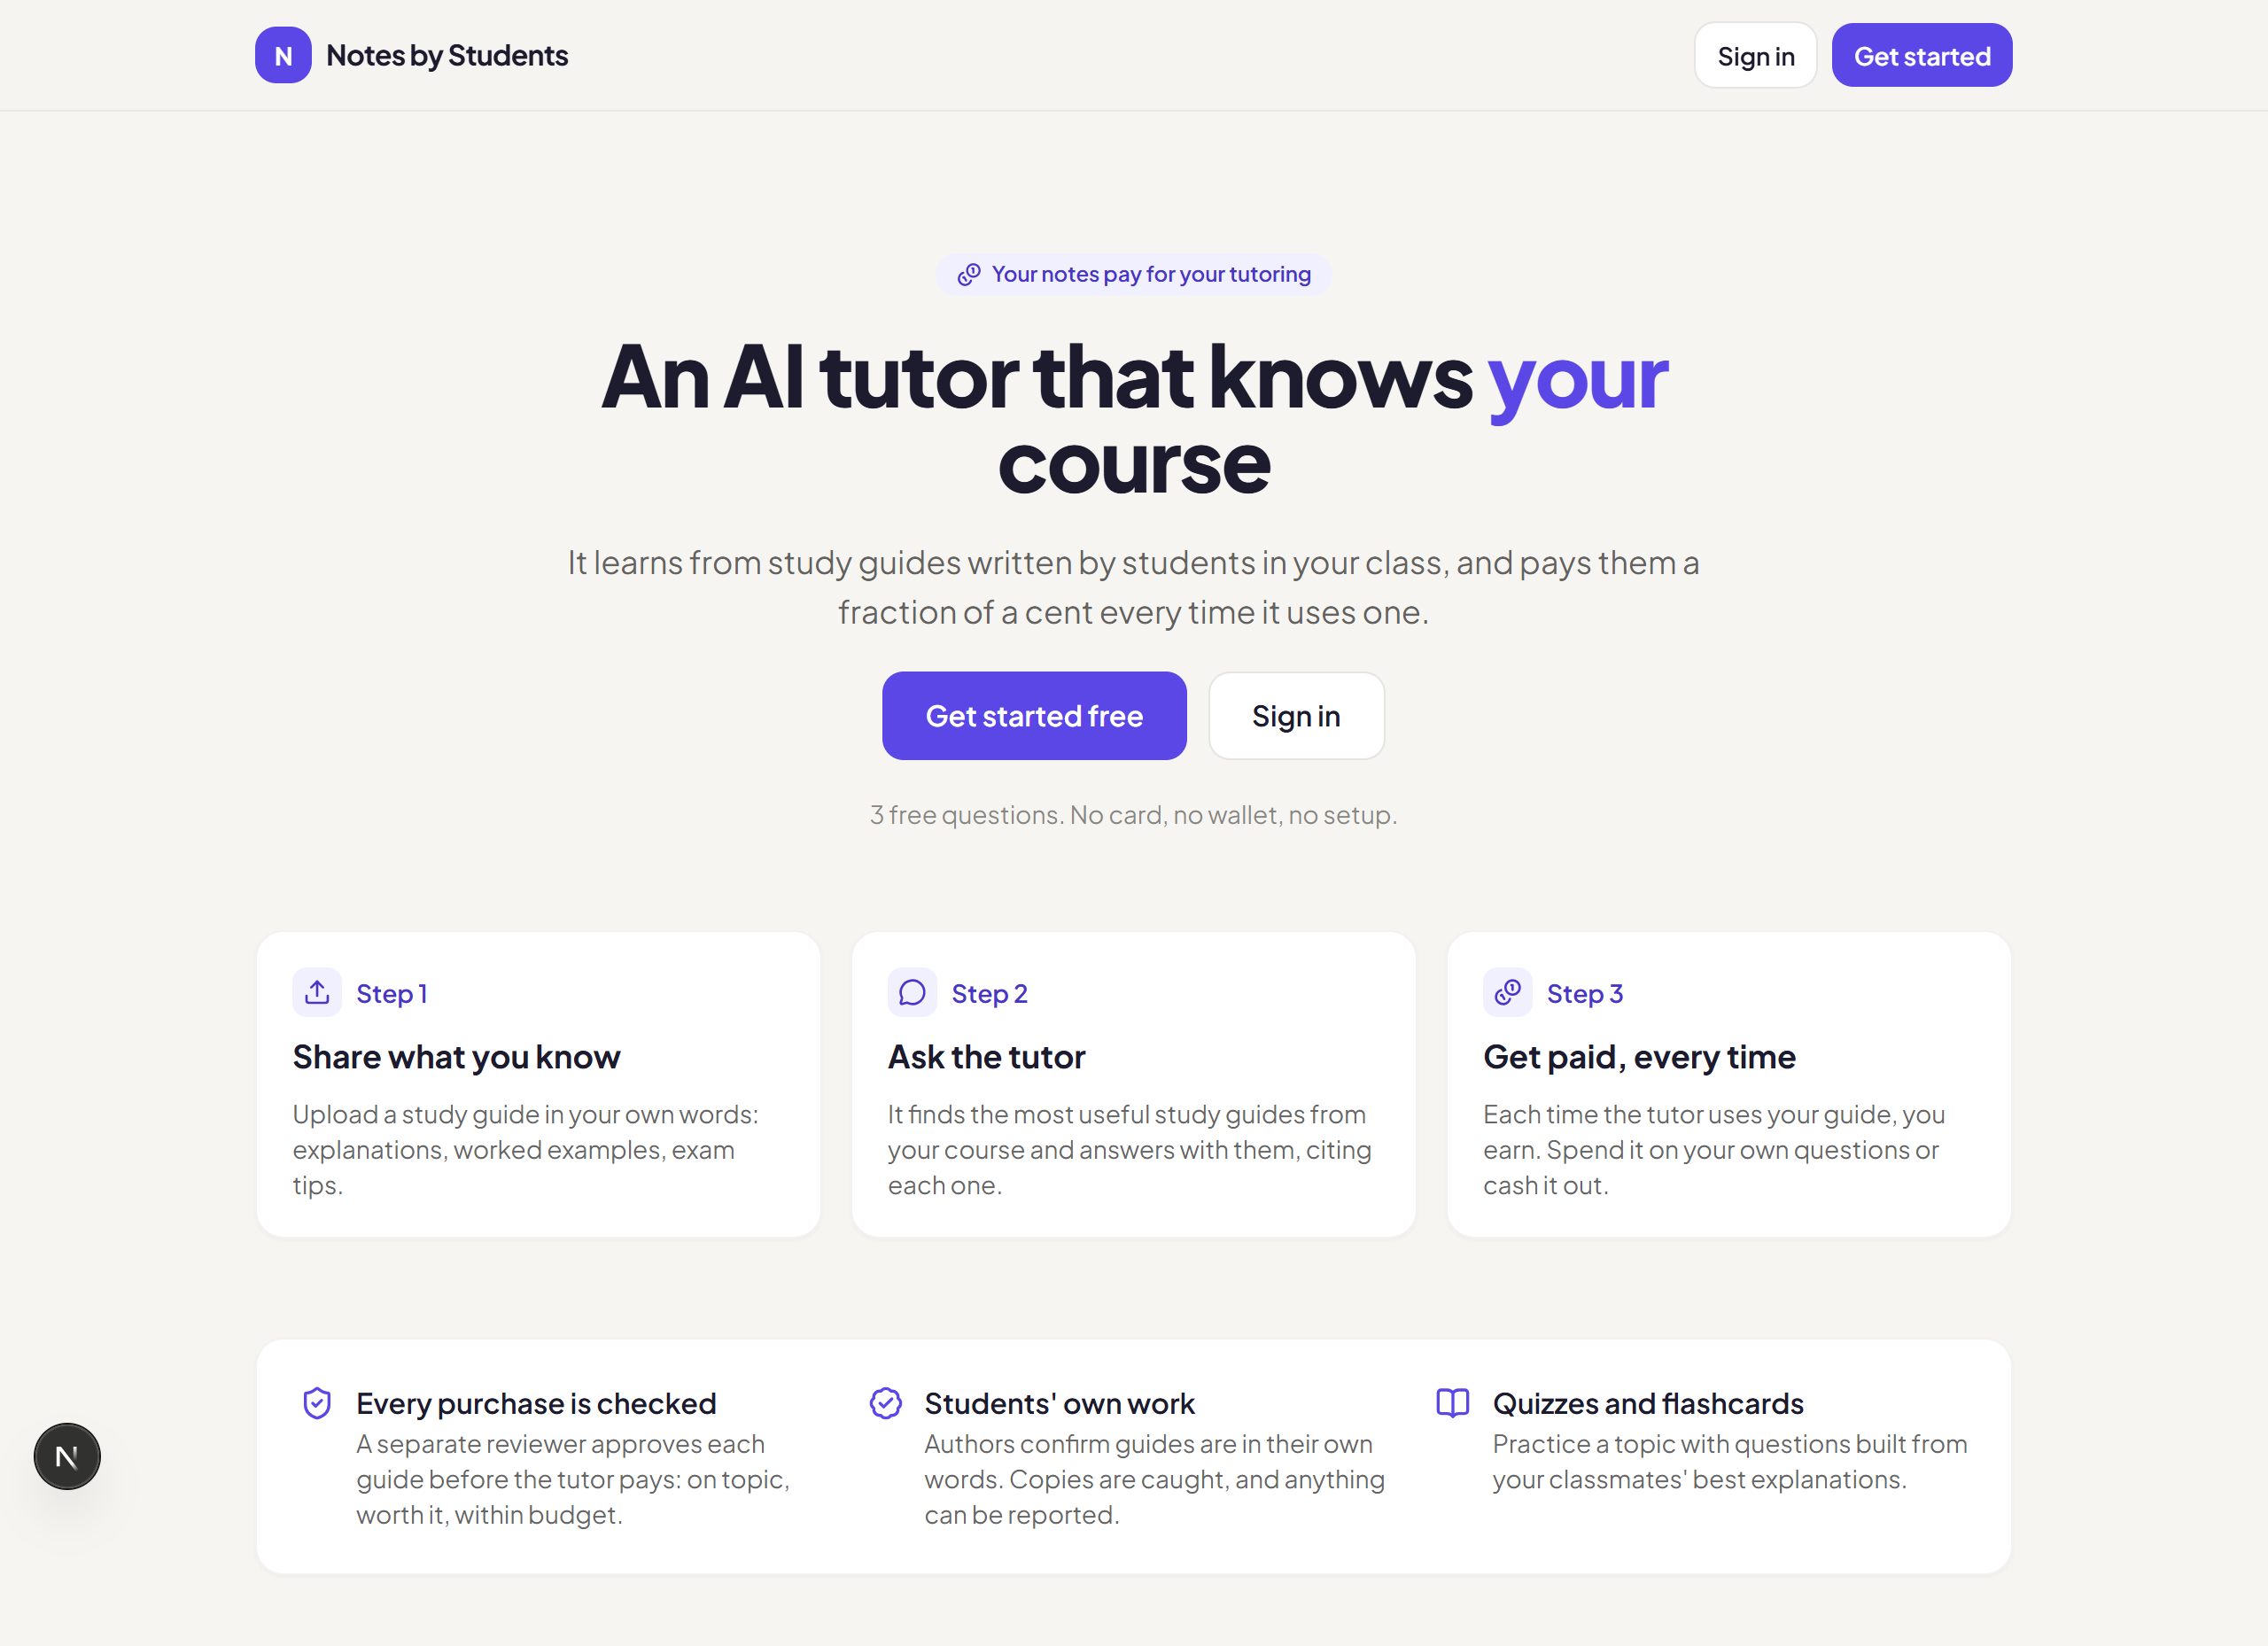 N Notes by Students
Sign in
Get started
Your notes pay for your tutoring
An AI tutor that knows your
course
It learns from study guides written by students in your class, and pays them a
fraction of a cent every time it uses one.
Get started free
Sign in
3 free questions. No card, no wallet, no setup.
Step 1
Share what you know
Upload a study guide in your own words:
explanations, worked examples, exam
tips.
Step 2
Ask the tutor
It finds the most useful study guides from
your course and answers with them, citing
each one.
Step 3
Get paid, every time
Each time the tutor uses your guide, you
earn. Spend it on your own questions or
cash it out.
Every purchase is checked
A separate reviewer approves each
guide before the tutor pays: on topic,
worth it, within budget.
Students' own work
Authors confirm guides are in their own
words. Copies are caught, and anything
can be reported.
Quizzes and flashcards
Practice a topic with questions built from
your classmates' best explanations.
N